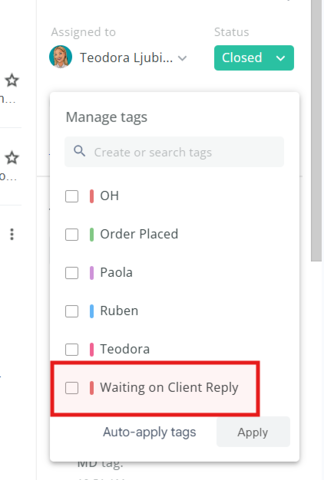 Assigned to
Status
Teodora Ljubi...
Closed
n...
Manage tags
Create or search tags
OH
o...
Order Placed
Paola
Ruben
Teodora
Waiting on Client Reply
Auto-apply tags
Apply
MD tag.